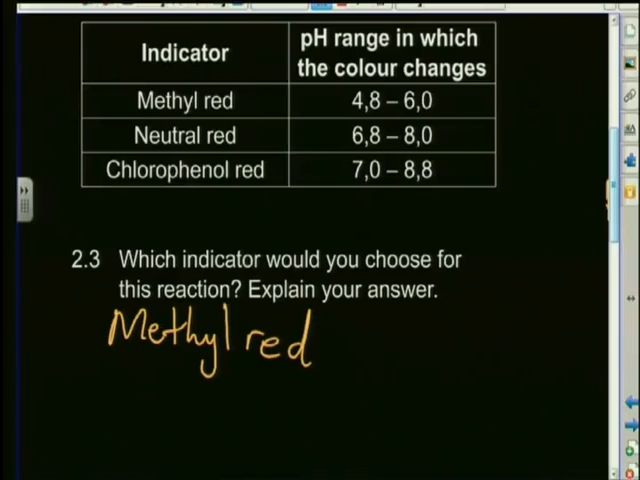 Indicator | pH range in which the colour changes
Methyl red | 4,8 – 6,0
Neutral red | 6,8 – 8,0
Chlorophenol red | 7,0 – 8,8
2.3 Which indicator would you choose for
this reaction? Explain your answer.
Methyl red